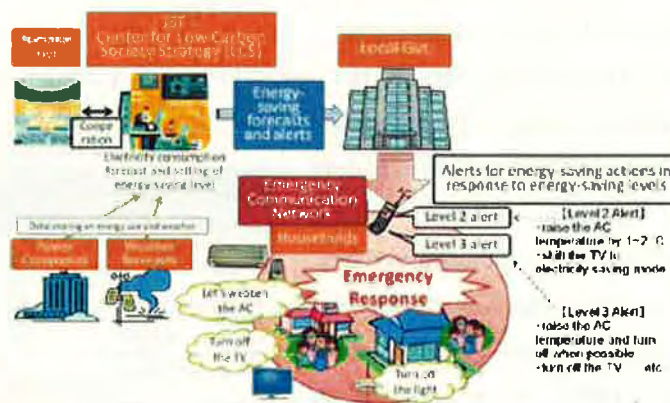 JST
Center for Low Carbon
Society Strategy (LCS)
Local Gvt
Energy-
saving
forecasts
and alerts
Coope
ration
Electricity consumption
forecast and setting of
energy saving level
Data sharing on energy use and weather
Power
Companies
Weather
Alerts for energy-saving actions in
response to energy-saving levels
Emergency
Communication
Network
Households
Level 2 alert
Level 3 alert
[Level 2 Alert]
raise the AC
temperature by 1~2°C
shift the TV to
electricity saving mode
Emergency
Response
Let's weaken
the AC
Turn off
the TV
Turn off
the light
[Level 3 Alert]
raise the AC
temperature and turn
off when possible
turn off the TV etc